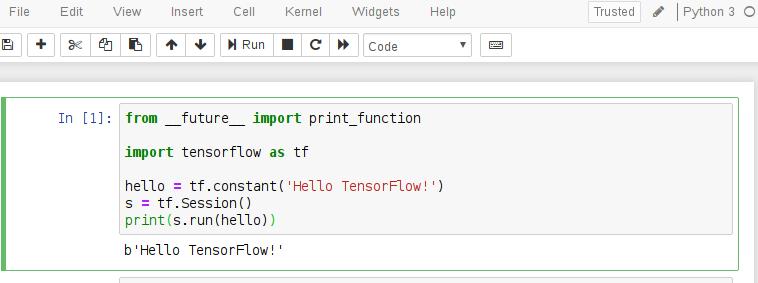 File Edit View Insert Cell Kernel Widgets Help Trusted Python 3
Run Code
In [1]: from __future__ import print_function
import tensorflow as tf
hello = tf.constant('Hello TensorFlow!')
s = tf.Session()
print(s.run(hello))
b'Hello TensorFlow!'